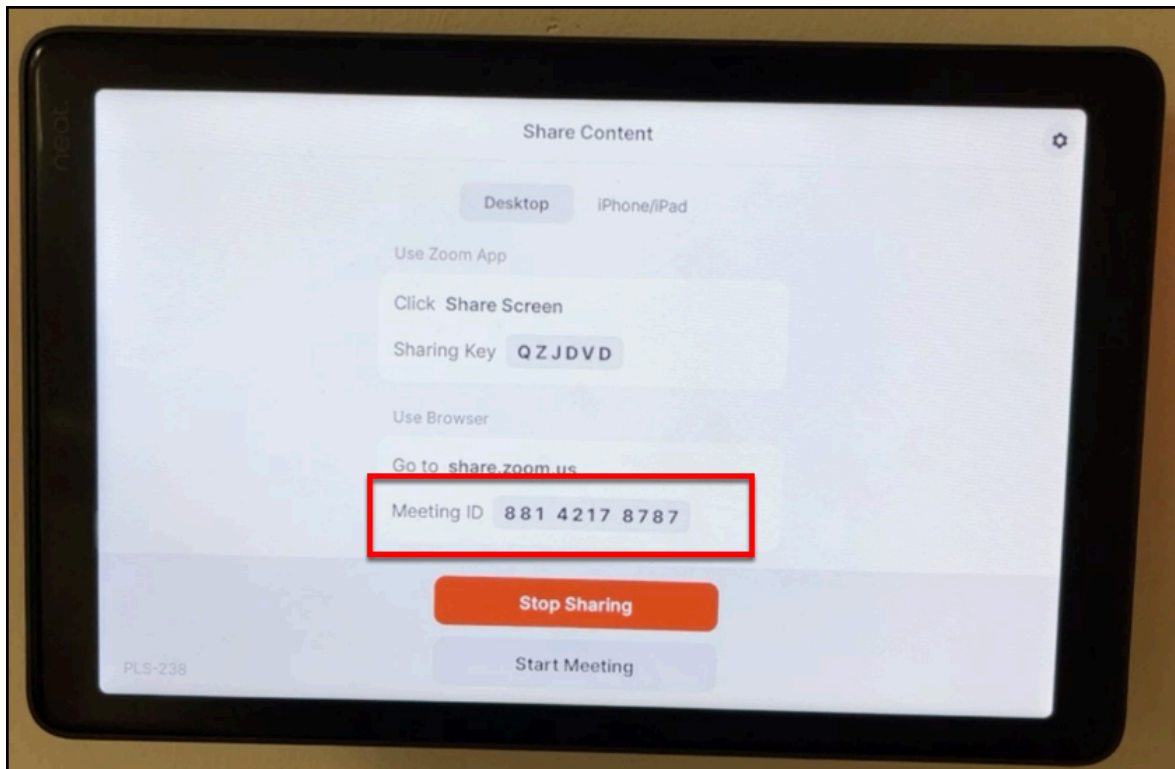 neat.
Share Content
Desktop iPhone/iPad
Use Zoom App
Click Share Screen
Sharing Key QZJDVD
Use Browser
Go to share.zoom.us
Meeting ID 881 4217 8787
Stop Sharing
Start Meeting
PLS-238